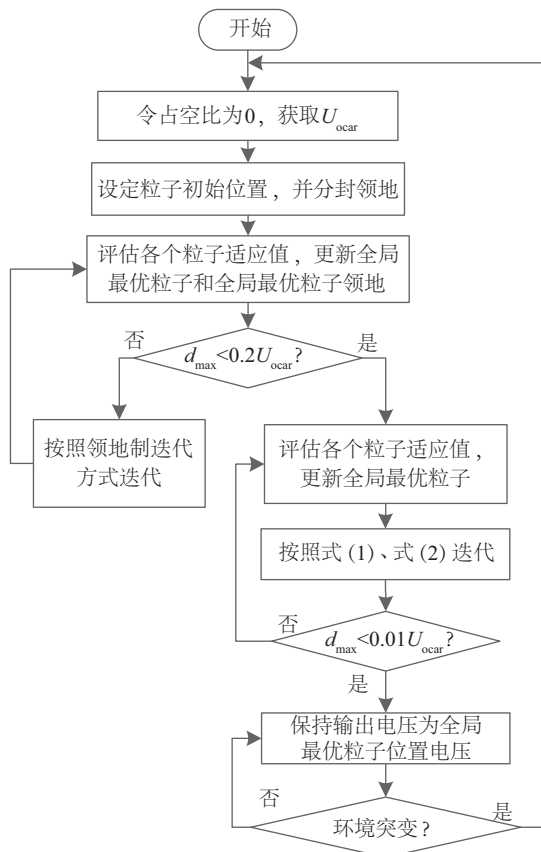 开始
令占空比为0，获取Uocar
设定粒子初始位置，并分封领地
评估各个粒子适应值，更新全局
最优粒子和全局最优粒子领地
否
dmax<0.2Uocar?
是
按照领地制迭代
方式迭代
评估各个粒子适应值，
更新全局最优粒子
按照式(1)、式(2)迭代
否
dmax<0.01Uocar?
是
保持输出电压为全局
最优粒子位置电压
否
环境突变?
是